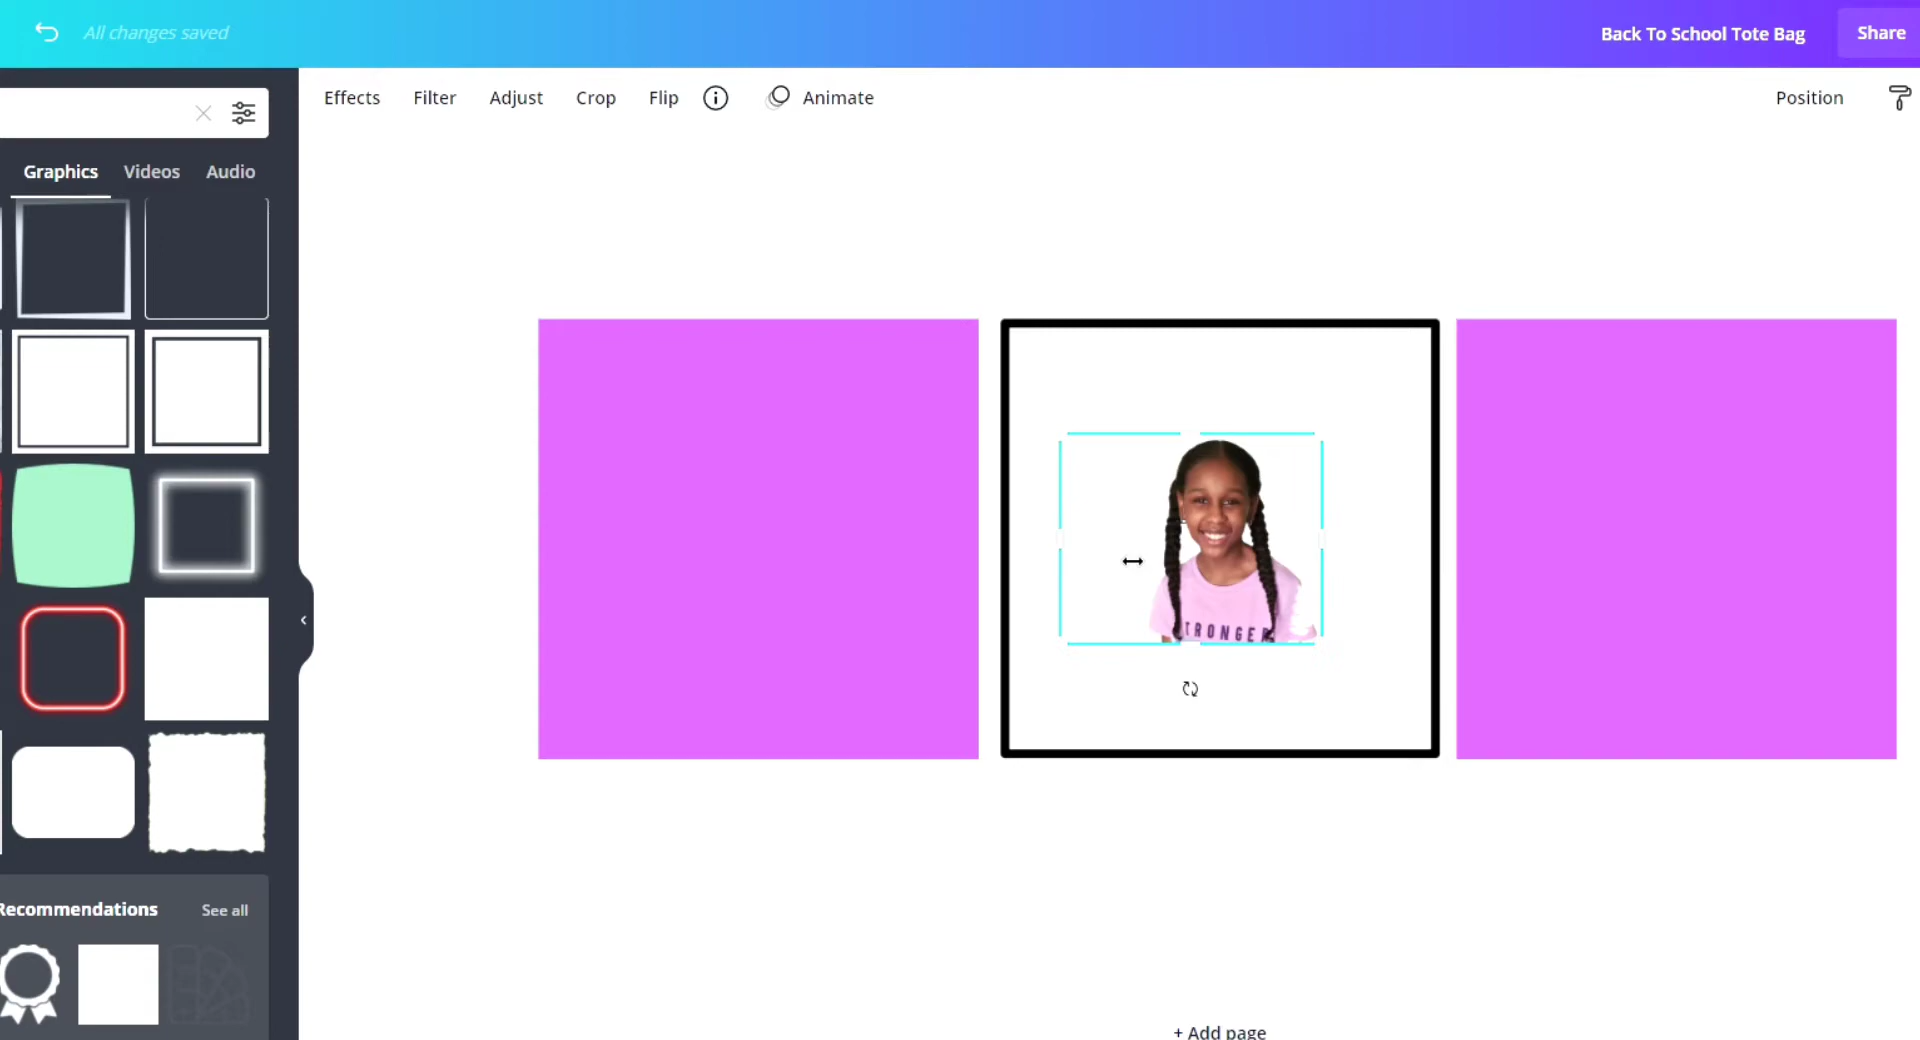 All changes saved
Back To School Tote Bag
Share
Effects
Filter
Adjust
Crop
Flip
Animate
Position
Graphics
Videos
Audio
TRONGER
Recommendations
See all
+ Add page